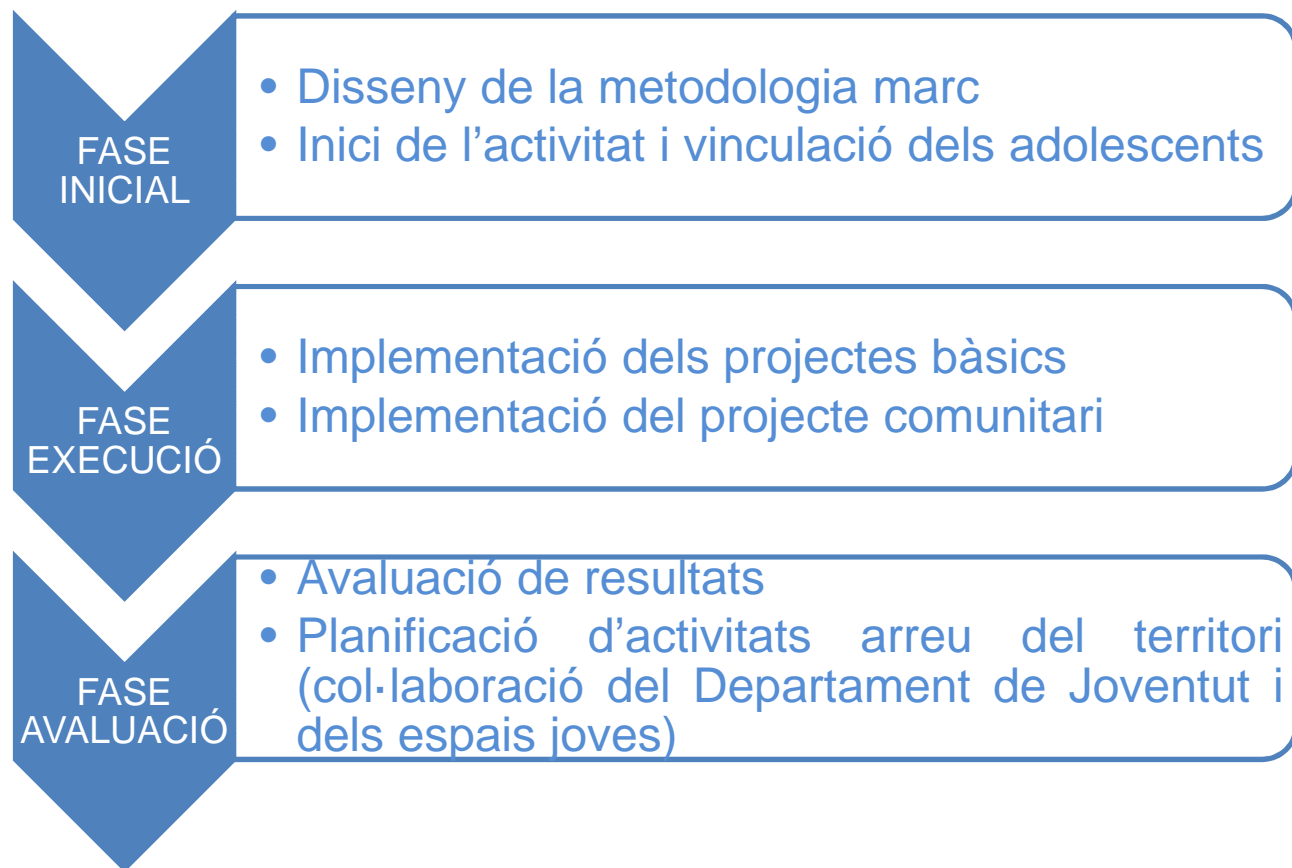 FASE
INICIAL
• Disseny de la metodologia marc
• Inici de l’activitat i vinculació dels adolescents
FASE
EXECUCIÓ
• Implementació dels projectes bàsics
• Implementació del projecte comunitari
FASE
AVALUACIÓ
• Avaluació de resultats
• Planificació d’activitats arreu del territori
(col·laboració del Departament de Joventut i
dels espais joves)